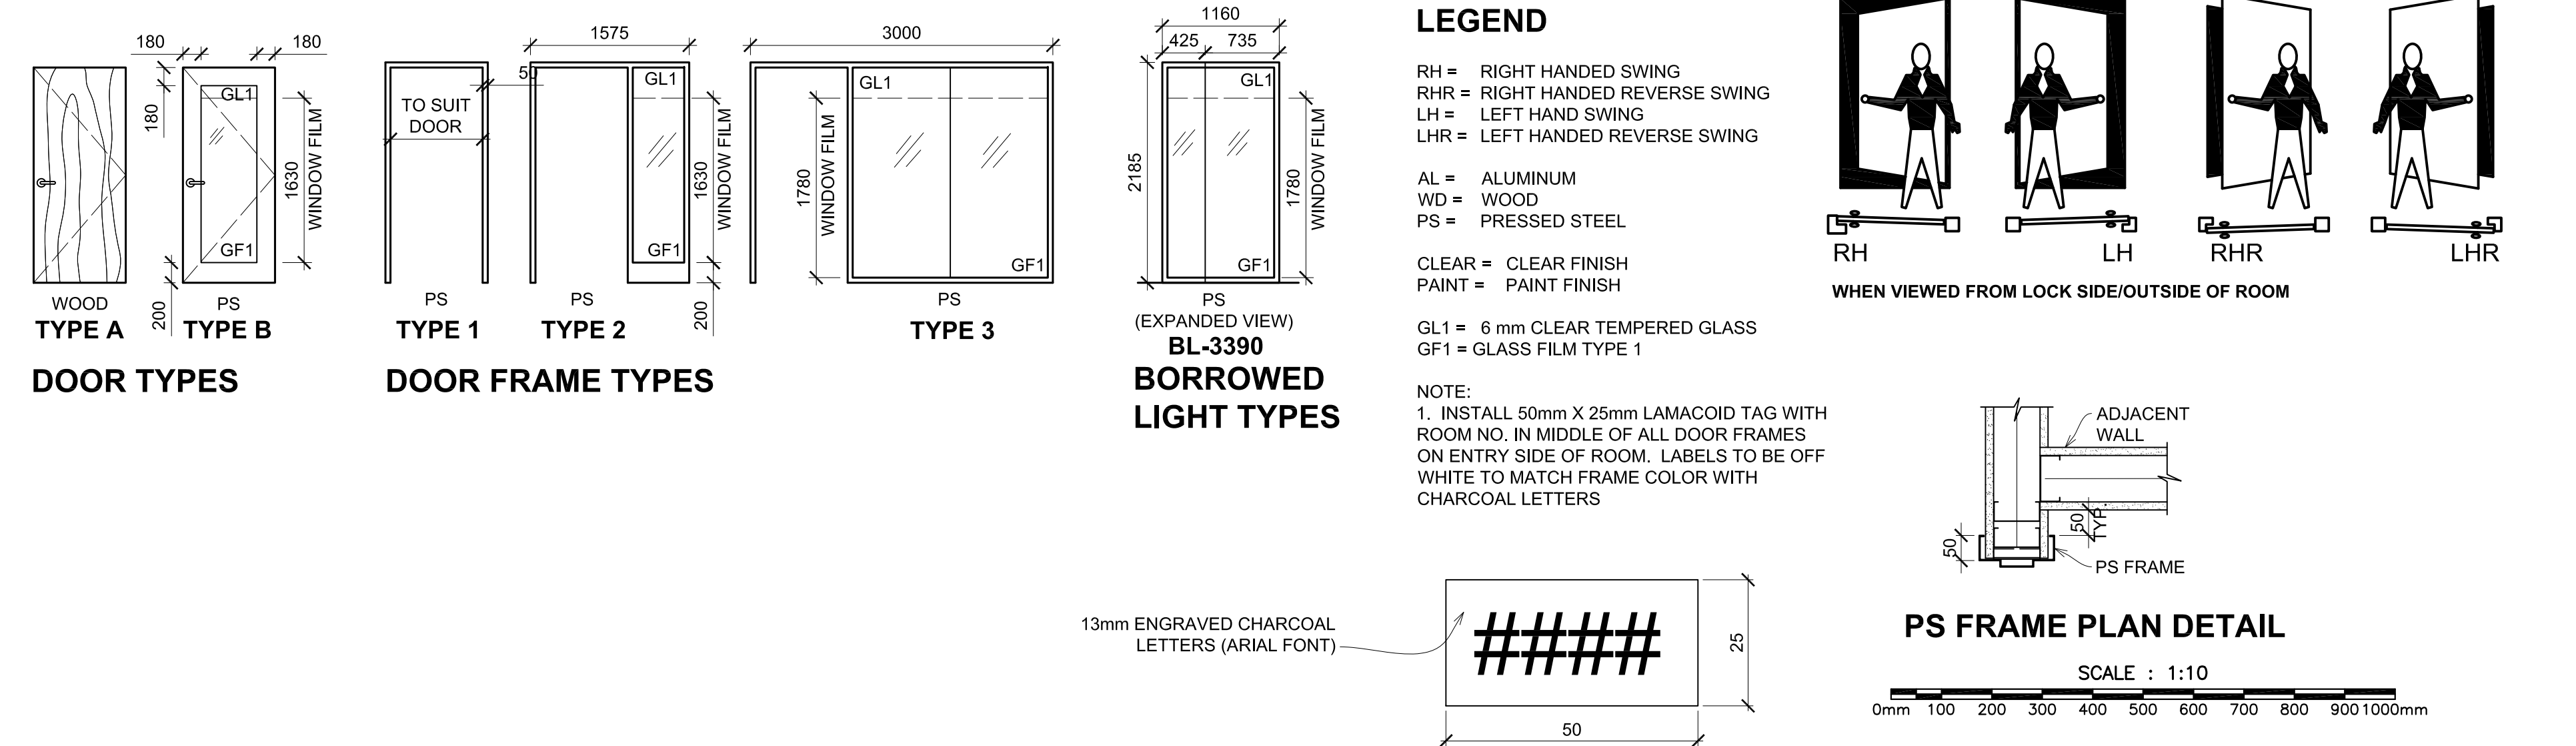 180
180
180
GL1
1630
WINDOW FILM
GF1
200
WOOD
PS
TYPE A
TYPE B
DOOR TYPES
50
TO SUIT
DOOR
PS
TYPE 1
1575
GL1
1630
WINDOW FILM
GF1
200
PS
TYPE 2
3000
GL1
1780
WINDOW FILM
GF1
PS
TYPE 3
DOOR FRAME TYPES
1160
425
735
GL1
2185
1780
WINDOW FILM
GF1
PS
(EXPANDED VIEW)
BL-3390
BORROWED
LIGHT TYPES
LEGEND
RH = RIGHT HANDED SWING
RHR = RIGHT HANDED REVERSE SWING
LH = LEFT HAND SWING
LHR = LEFT HANDED REVERSE SWING
AL = ALUMINUM
WD = WOOD
PS = PRESSED STEEL
CLEAR = CLEAR FINISH
PAINT = PAINT FINISH
GL1 = 6 mm CLEAR TEMPERED GLASS
GF1 = GLASS FILM TYPE 1
NOTE:
1. INSTALL 50mm X 25mm LAMACOID TAG WITH
ROOM NO. IN MIDDLE OF ALL DOOR FRAMES
ON ENTRY SIDE OF ROOM. LABELS TO BE OFF
WHITE TO MATCH FRAME COLOR WITH
CHARCOAL LETTERS
13mm ENGRAVED CHARCOAL
LETTERS (ARIAL FONT)
####
25
50
RH
LH
RHR
LHR
WHEN VIEWED FROM LOCK SIDE/OUTSIDE OF ROOM
ADJACENT
WALL
50
TYP.
50
PS FRAME
PS FRAME PLAN DETAIL
SCALE : 1:10
0mm 100 200 300 400 500 600 700 800 900 1000mm